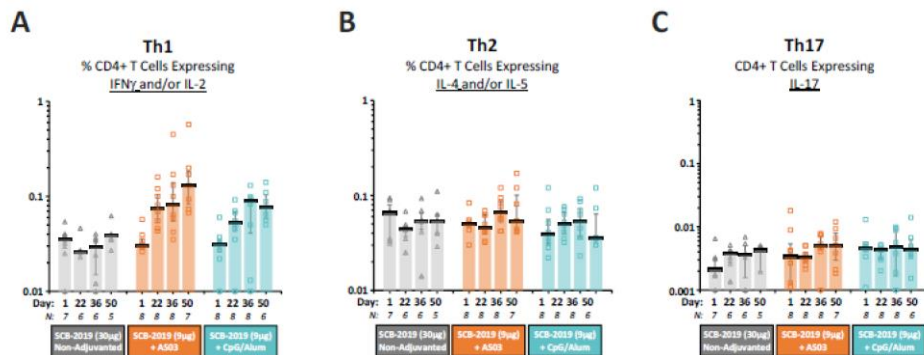 A
Th1
% CD4+ T Cells Expressing
IFNγ and/or IL-2
1
0.1
0.01
Day: 1 22 36 50 1 22 36 50 1 22 36 50
N: 7 6 6 5 8 8 8 7 8 8 8 6
SCB-2019 (30µg)
Non-Adjuvanted
SCB-2019 (9µg)
+ AS03
SCB-2019 (9µg)
+ CpG/Alum
B
Th2
% CD4+ T Cells Expressing
IL-4 and/or IL-5
1
0.1
0.01
Day: 1 22 36 50 1 22 36 50 1 22 36 50
N: 7 6 6 5 8 8 8 7 8 8 8 6
SCB-2019 (30µg)
Non-Adjuvanted
SCB-2019 (9µg)
+ AS03
SCB-2019 (9µg)
+ CpG/Alum
C
Th17
CD4+ T Cells Expressing
IL-17
1
0.1
0.01
0.001
Day: 1 22 36 50 1 22 36 50 1 22 36 50
N: 7 6 6 5 8 8 8 7 8 8 8 6
SCB-2019 (30µg)
Non-Adjuvanted
SCB-2019 (9µg)
+ AS03
SCB-2019 (9µg)
+ CpG/Alum